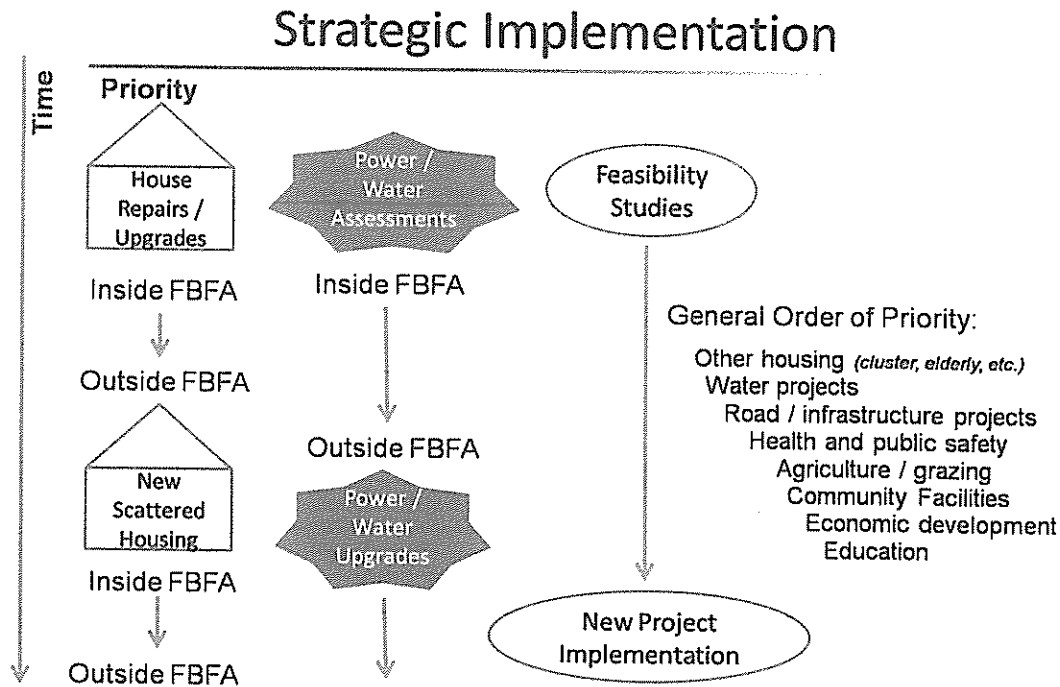 Strategic Implementation
Time
Priority
House
Repairs /
Upgrades
Inside FBFA
Outside FBFA
New
Scattered
Housing
Inside FBFA
Outside FBFA
Power /
Water
Assessments
Inside FBFA
Outside FBFA
Power /
Water
Upgrades
Feasibility
Studies
New Project
Implementation
General Order of Priority:
Other housing (cluster, elderly, etc.)
Water projects
Road / infrastructure projects
Health and public safety
Agriculture / grazing
Community Facilities
Economic development
Education